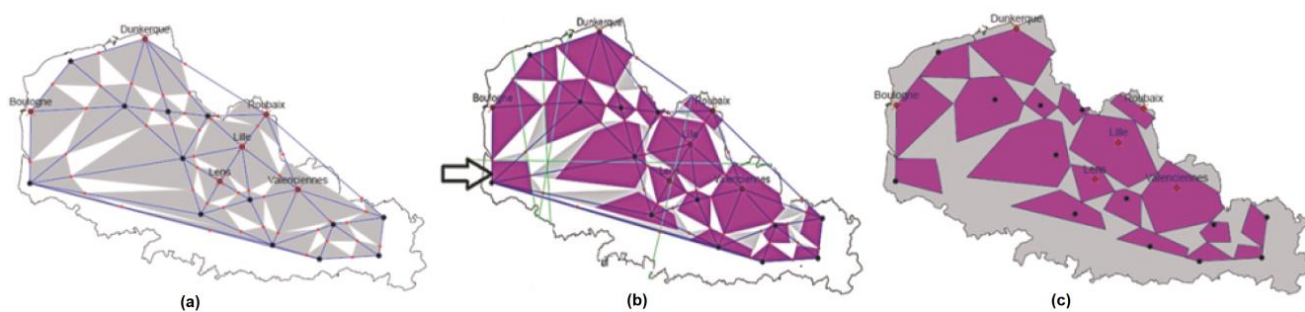 Dunkerque
Boulogne
Roubaix
Lille
Lens
Valenciennes
(a)
Dunkerque
Boulogne
Roubaix
Lille
Lens
Valenciennes
(b)
Dunkerque
Boulogne
Roubaix
Lille
Lens
Valenciennes
(c)